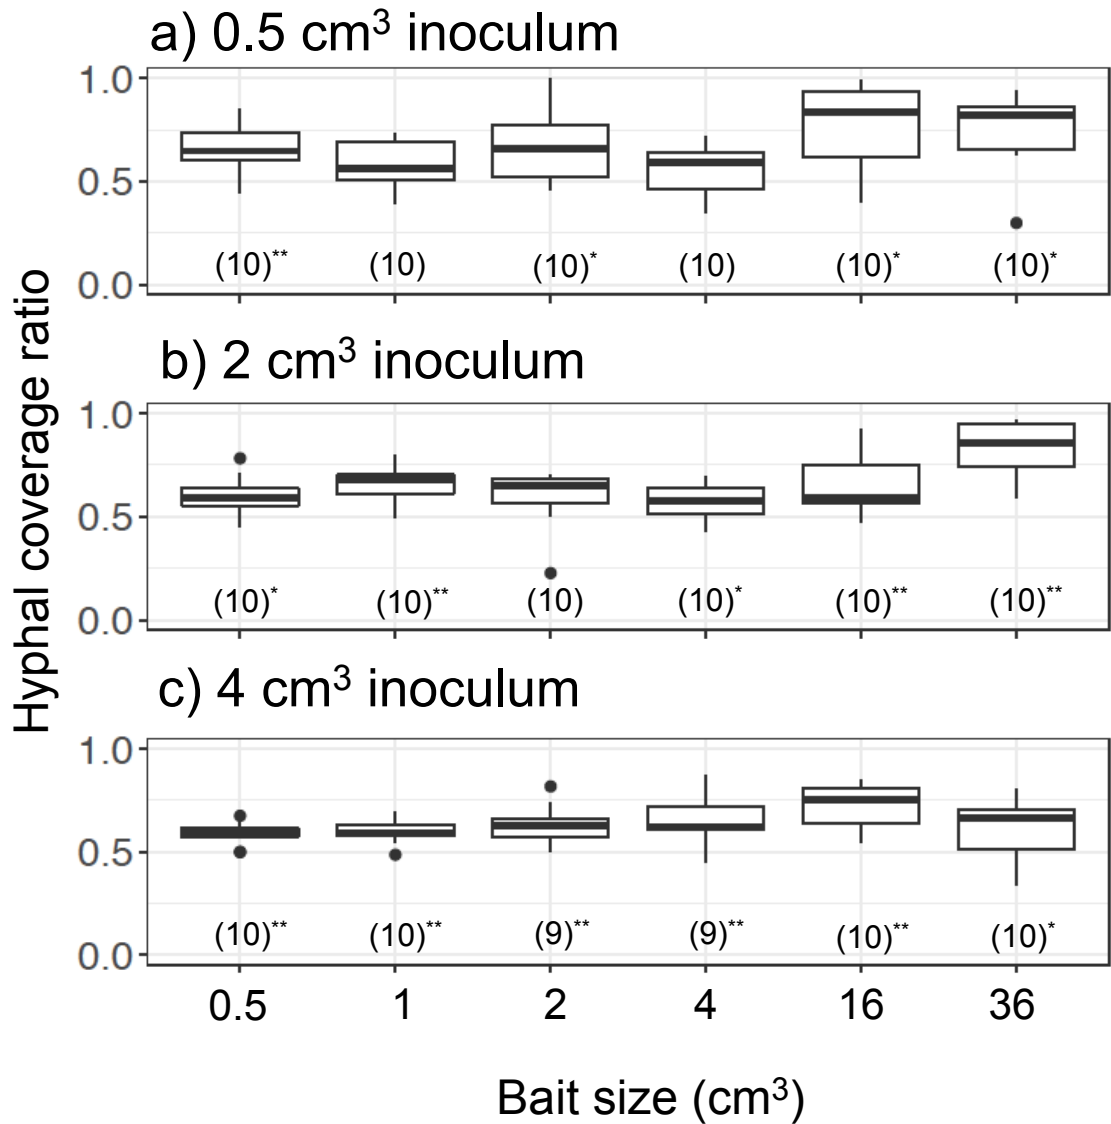 a) 0.5 cm³ inoculum
1.0
0.5
0.0
(10)** (10) (10)* (10) (10)* (10)*
b) 2 cm³ inoculum
1.0
0.5
0.0
(10)* (10)** (10) (10)* (10)** (10)**
c) 4 cm³ inoculum
1.0
0.5
0.0
(10)** (10)** (9)** (9)** (10)** (10)*
0.5 1 2 4 16 36
Bait size (cm³)
Hyphal coverage ratio